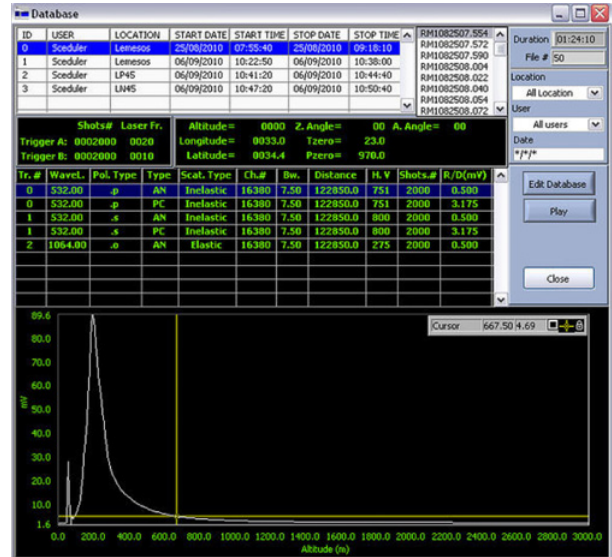 Database
ID USER LOCATION START DATE START TIME STOP DATE STOP TIME
0 Sceduler Lemesos 25/08/2010 07:55:40 25/08/2010 09:18:10
1 Sceduler Lemesos 06/09/2010 10:22:50 06/09/2010 10:38:00
2 Sceduler LP45 06/09/2010 10:41:20 06/09/2010 10:44:40
3 Sceduler LN45 06/09/2010 10:47:20 06/09/2010 10:50:40
RM1082507.554
RM1082507.572
RM1082507.590
RM1082508.004
RM1082508.022
RM1082508.040
RM1082508.054
RM1082508.072
Duration 01:24:10
File # 50
Location
All Location
User
All users
Date
*/*/*
Edit Database
Play
Close
Shots# Laser Fr.
Trigger A: 0002000 0020
Trigger B: 0002000 0010
Altitude= 0000 Z. Angle= 00 A. Angle= 00
Longitude= 0033.0 Tzero= 23.0
Latitude= 0034.4 Pzero= 970.0
Tr. # WaveL. Pol. Type Type Scat. Type Ch.# Bw. Distance H. V Shots.# R/D(mV)
0 532.00 .p AN Inelastic 16380 7.50 122850.0 751 2000 0.500
0 532.00 .p PC Inelastic 16380 7.50 122850.0 751 2000 3.175
1 532.00 .s AN Inelastic 16380 7.50 122850.0 800 2000 0.500
1 532.00 .s PC Inelastic 16380 7.50 122850.0 800 2000 3.175
2 1064.00 .o AN Elastic 16380 7.50 122850.0 275 2000 0.500
Cursor 667.50 4.69
89.6
80.0
70.0
60.0
50.0
40.0
30.0
20.0
10.0
1.6
mV
0.0 200.0 400.0 600.0 800.0 1000.0 1200.0 1400.0 1600.0 1800.0 2000.0 2200.0 2400.0 2600.0 2800.0 3000.0
Altitude (m)